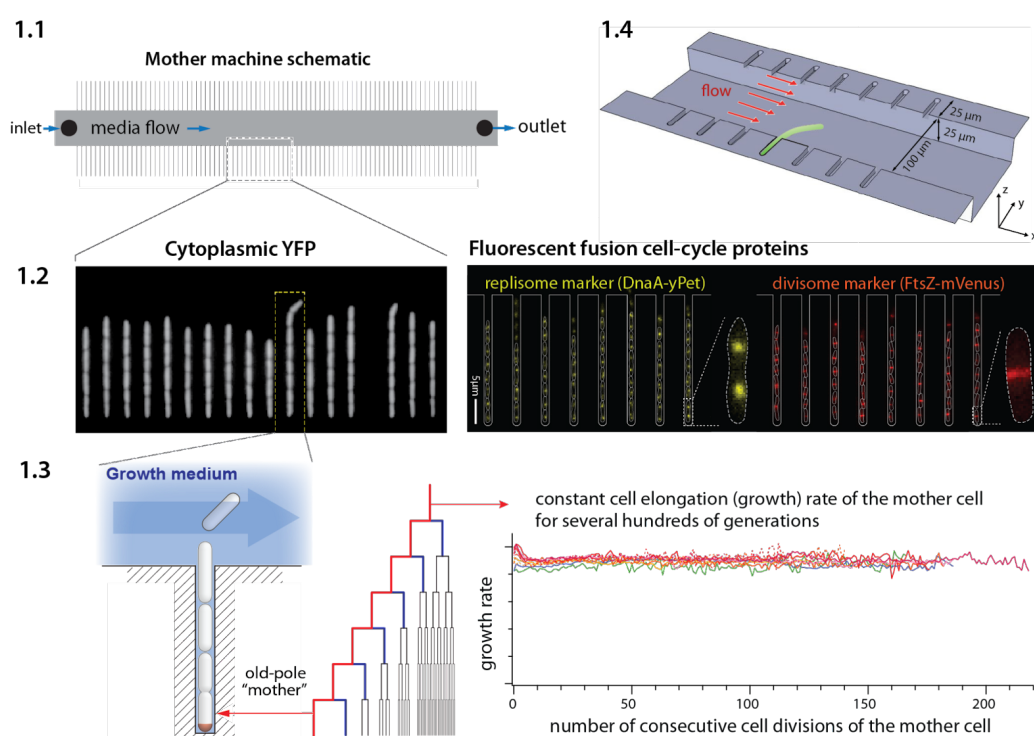 1.1
Mother machine schematic
inlet
media flow
outlet
1.4
flow
25 μm
25 μm
100 μm
z
y
x
1.2
Cytoplasmic YFP
Fluorescent fusion cell-cycle proteins
replisome marker (DnaA-yPet)
divisome marker (FtsZ-mVenus)
5μm
1.3
Growth medium
old-pole
"mother"
constant cell elongation (growth) rate of the mother cell
for several hundreds of generations
growth rate
0 50 100 150 200
number of consecutive cell divisions of the mother cell